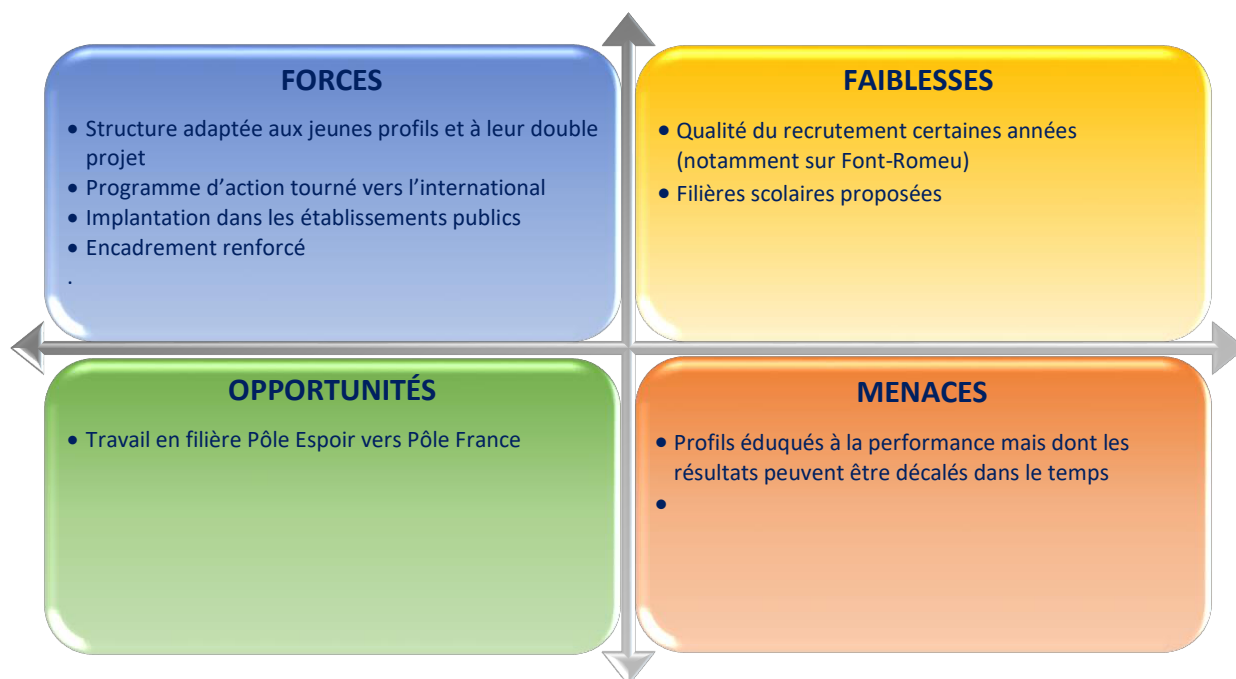 FORCES
• Structure adaptée aux jeunes profils et à leur double
projet
• Programme d’action tourné vers l’international
• Implantation dans les établissements publics
• Encadrement renforcé
.
FAIBLESSES
• Qualité du recrutement certaines années
(notamment sur Font-Romeu)
• Filières scolaires proposées
OPPORTUNITÉS
• Travail en filière Pôle Espoir vers Pôle France
MENACES
• Profils éduqués à la performance mais dont les
résultats peuvent être décalés dans le temps
•